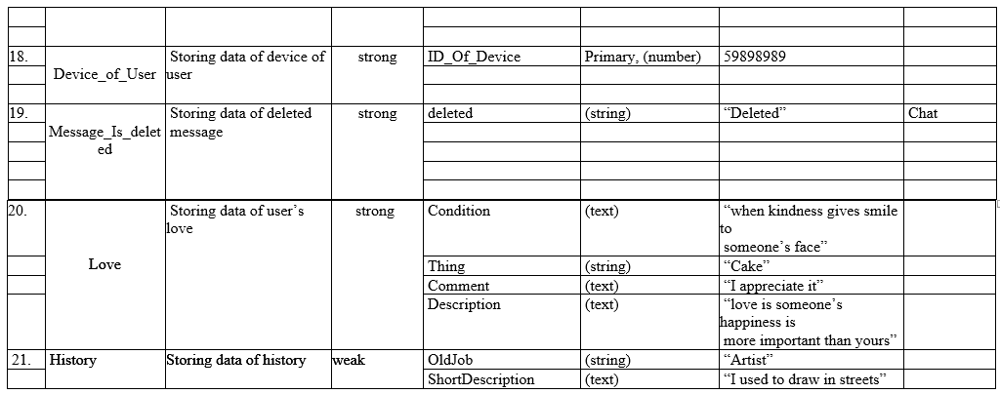 18. Device_of_User Storing data of device of user strong ID_Of_Device Primary, (number) 59898989
19. Message_Is_deleted Storing data of deleted message strong deleted (string) “Deleted” Chat
20. Love Storing data of user’s love strong Condition (text) “when kindness gives smile to someone’s face”
Thing (string) “Cake”
Comment (text) “I appreciate it”
Description (text) “love is someone’s happiness is more important than yours”
21. History Storing data of history weak OldJob (string) “Artist”
ShortDescription (text) “I used to draw in streets”